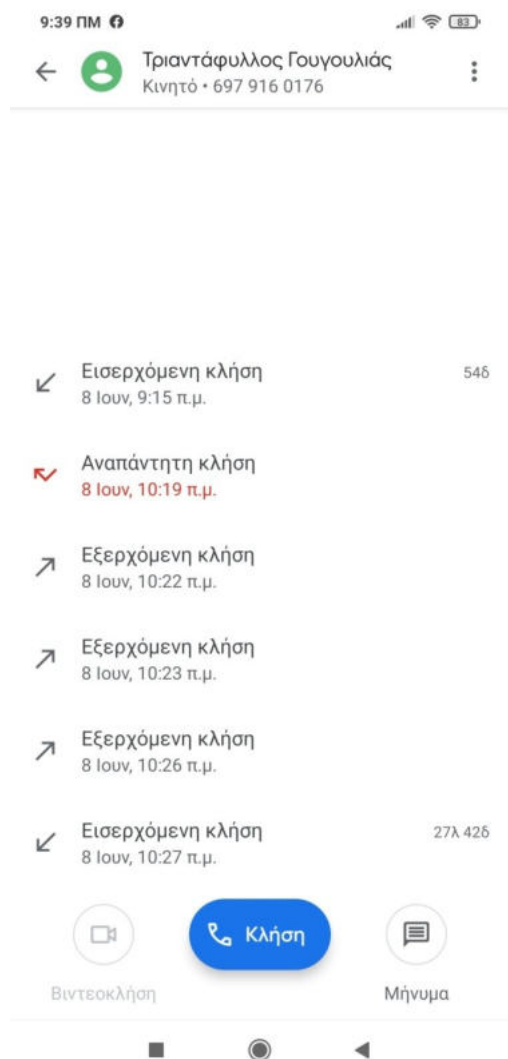 9:39 ΠΜ
83
Τριαντάφυλλος Γουγουλιάς
Κινητό • 697 916 0176
Εισερχόμενη κλήση 54δ
8 Ιουν, 9:15 π.μ.
Αναπάντητη κλήση
8 Ιουν, 10:19 π.μ.
Εξερχόμενη κλήση
8 Ιουν, 10:22 π.μ.
Εξερχόμενη κλήση
8 Ιουν, 10:23 π.μ.
Εξερχόμενη κλήση
8 Ιουν, 10:26 π.μ.
Εισερχόμενη κλήση 27λ 42δ
8 Ιουν, 10:27 π.μ.
Κλήση
Βιντεοκλήση Μήνυμα